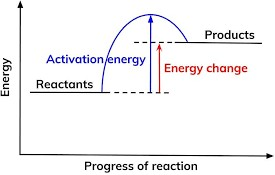 Products
Activation energy
Energy change
Reactants
Energy
Progress of reaction